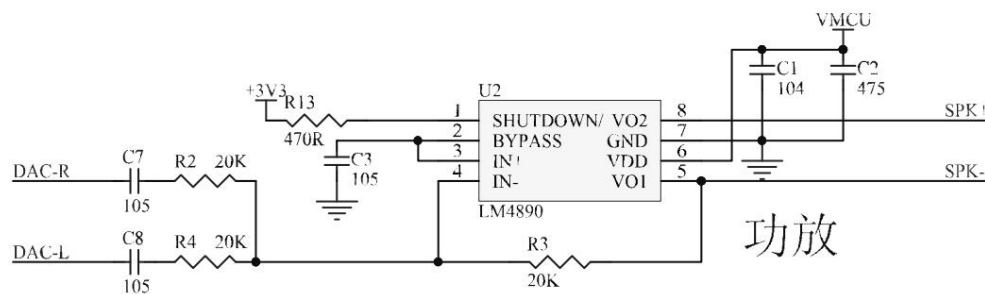 VMCU
C1
104
C2
475
U2
+3V3
R13
470R
1
2
3
4
SHUTDOWN/
BYPASS
IN+
IN-
VO2
GND
VDD
VO1
8
7
6
5
SPK+
SPK-
LM4890
C3
105
C7
105
R2
20K
DAC-R
C8
105
R4
20K
DAC-L
R3
20K
功放